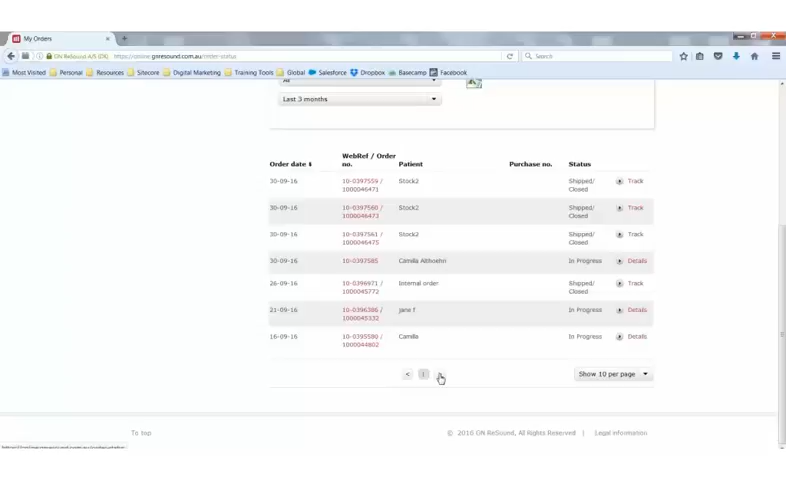 My Orders
GN ReSound A/S (DK) https://online.gnresound.com.au/order-status
Search
Most Visited Personal Resources Sitecore Digital Marketing Training Tools Global Salesforce Dropbox Basecamp Facebook
All
Last 3 months
Order date WebRef / Order no. Patient Purchase no. Status
30-09-16 10-0397559 / 1000046471 Stock2 Shipped/ Closed Track
30-09-16 10-0397560 / 1000046473 Stock2 Shipped/ Closed Track
30-09-16 10-0397561 / 1000046475 Stock2 Shipped/ Closed Track
30-09-16 10-0397585 Camilla In Progress Details
26-09-16 10-0396971 / 1000045772 Internal order Shipped/ Closed Track
21-09-16 10-0396386 / 1000045332 jane f In Progress Details
16-09-16 10-0395580 / 1000044802 Camilla In Progress Details
< 1 >
Show 10 per page
To top
© 2016 GN ReSound, All Rights Reserved | Legal information